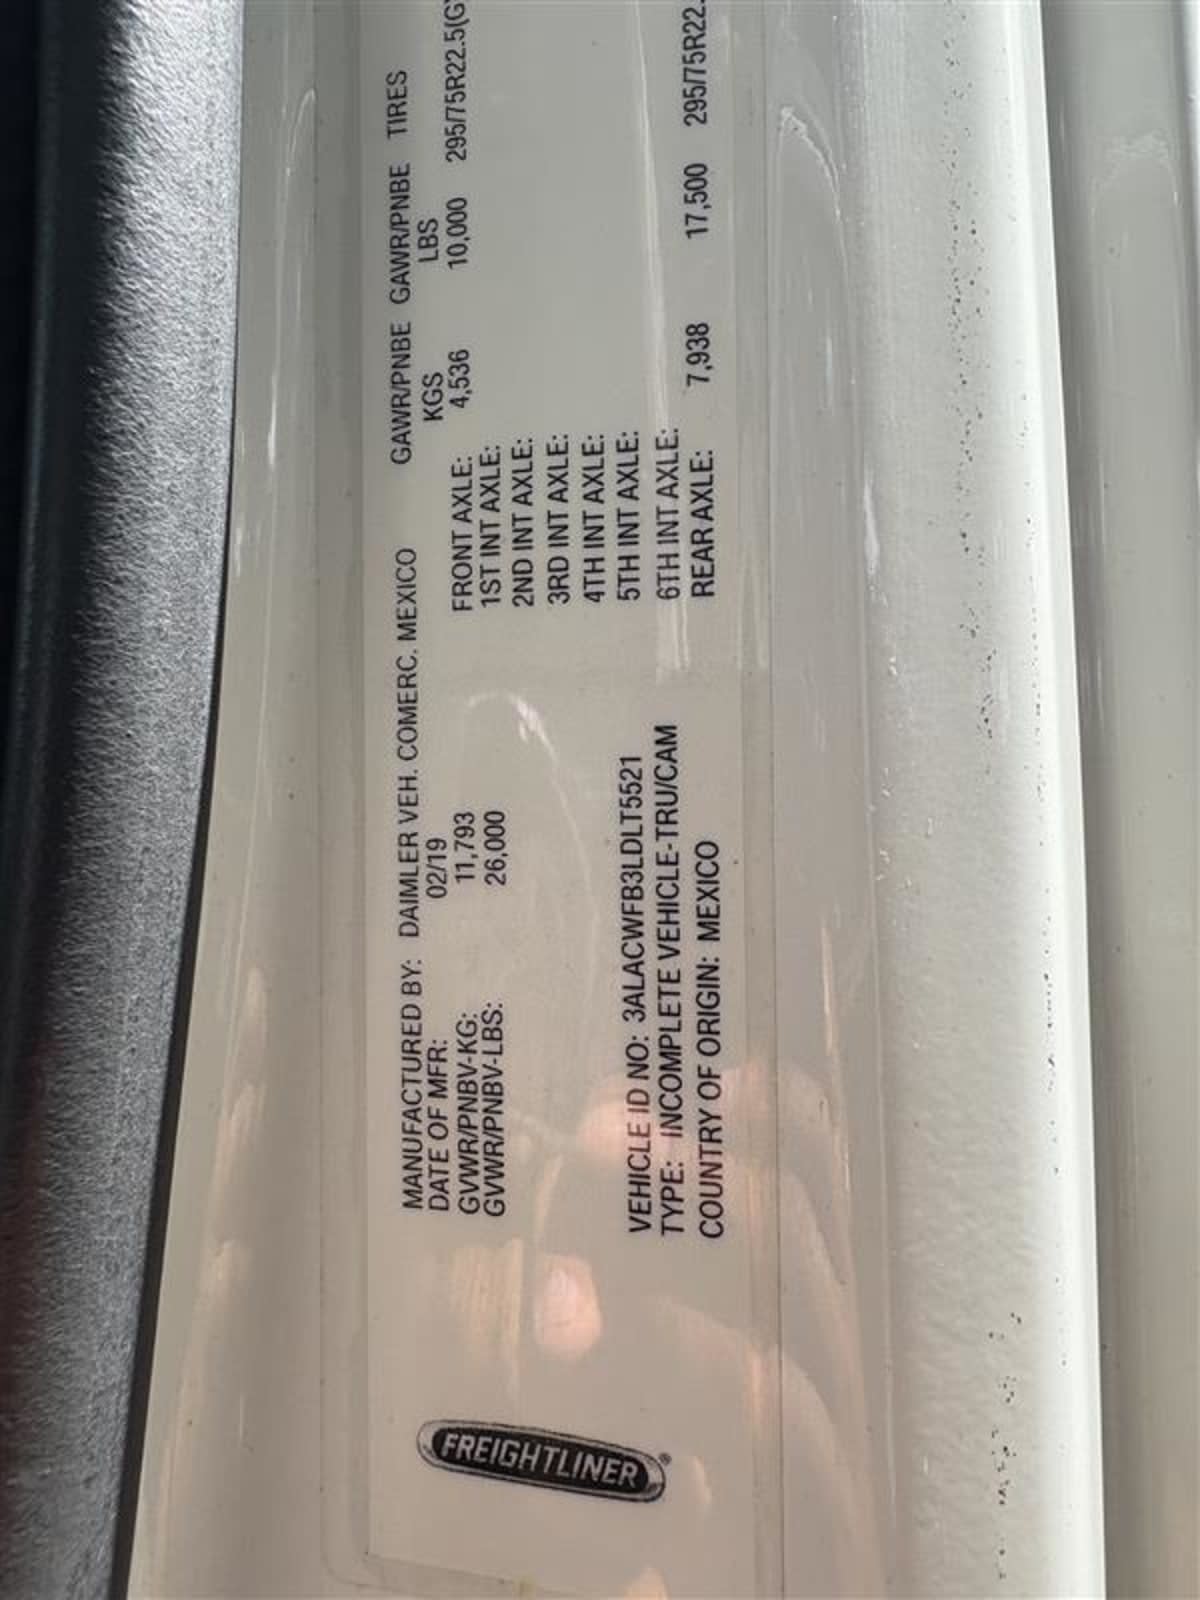 FREIGHTLINER®
MANUFACTURED BY: DAIMLER VEH. COMERC. MEXICO
DATE OF MFR: 02/19
GVWR/PNBV-KG: 11,793
GVWR/PNBV-LBS: 26,000
VEHICLE ID NO: 3ALACWFB3LDLT5521
TYPE: INCOMPLETE VEHICLE-TRU/CAM
COUNTRY OF ORIGIN: MEXICO
GAWR/PNBE GAWR/PNBE TIRES
KGS LBS
FRONT AXLE: 4,536 10,000 295/75R22.5(G
1ST INT AXLE:
2ND INT AXLE:
3RD INT AXLE:
4TH INT AXLE:
5TH INT AXLE:
6TH INT AXLE:
REAR AXLE: 7,938 17,500 295/75R22.